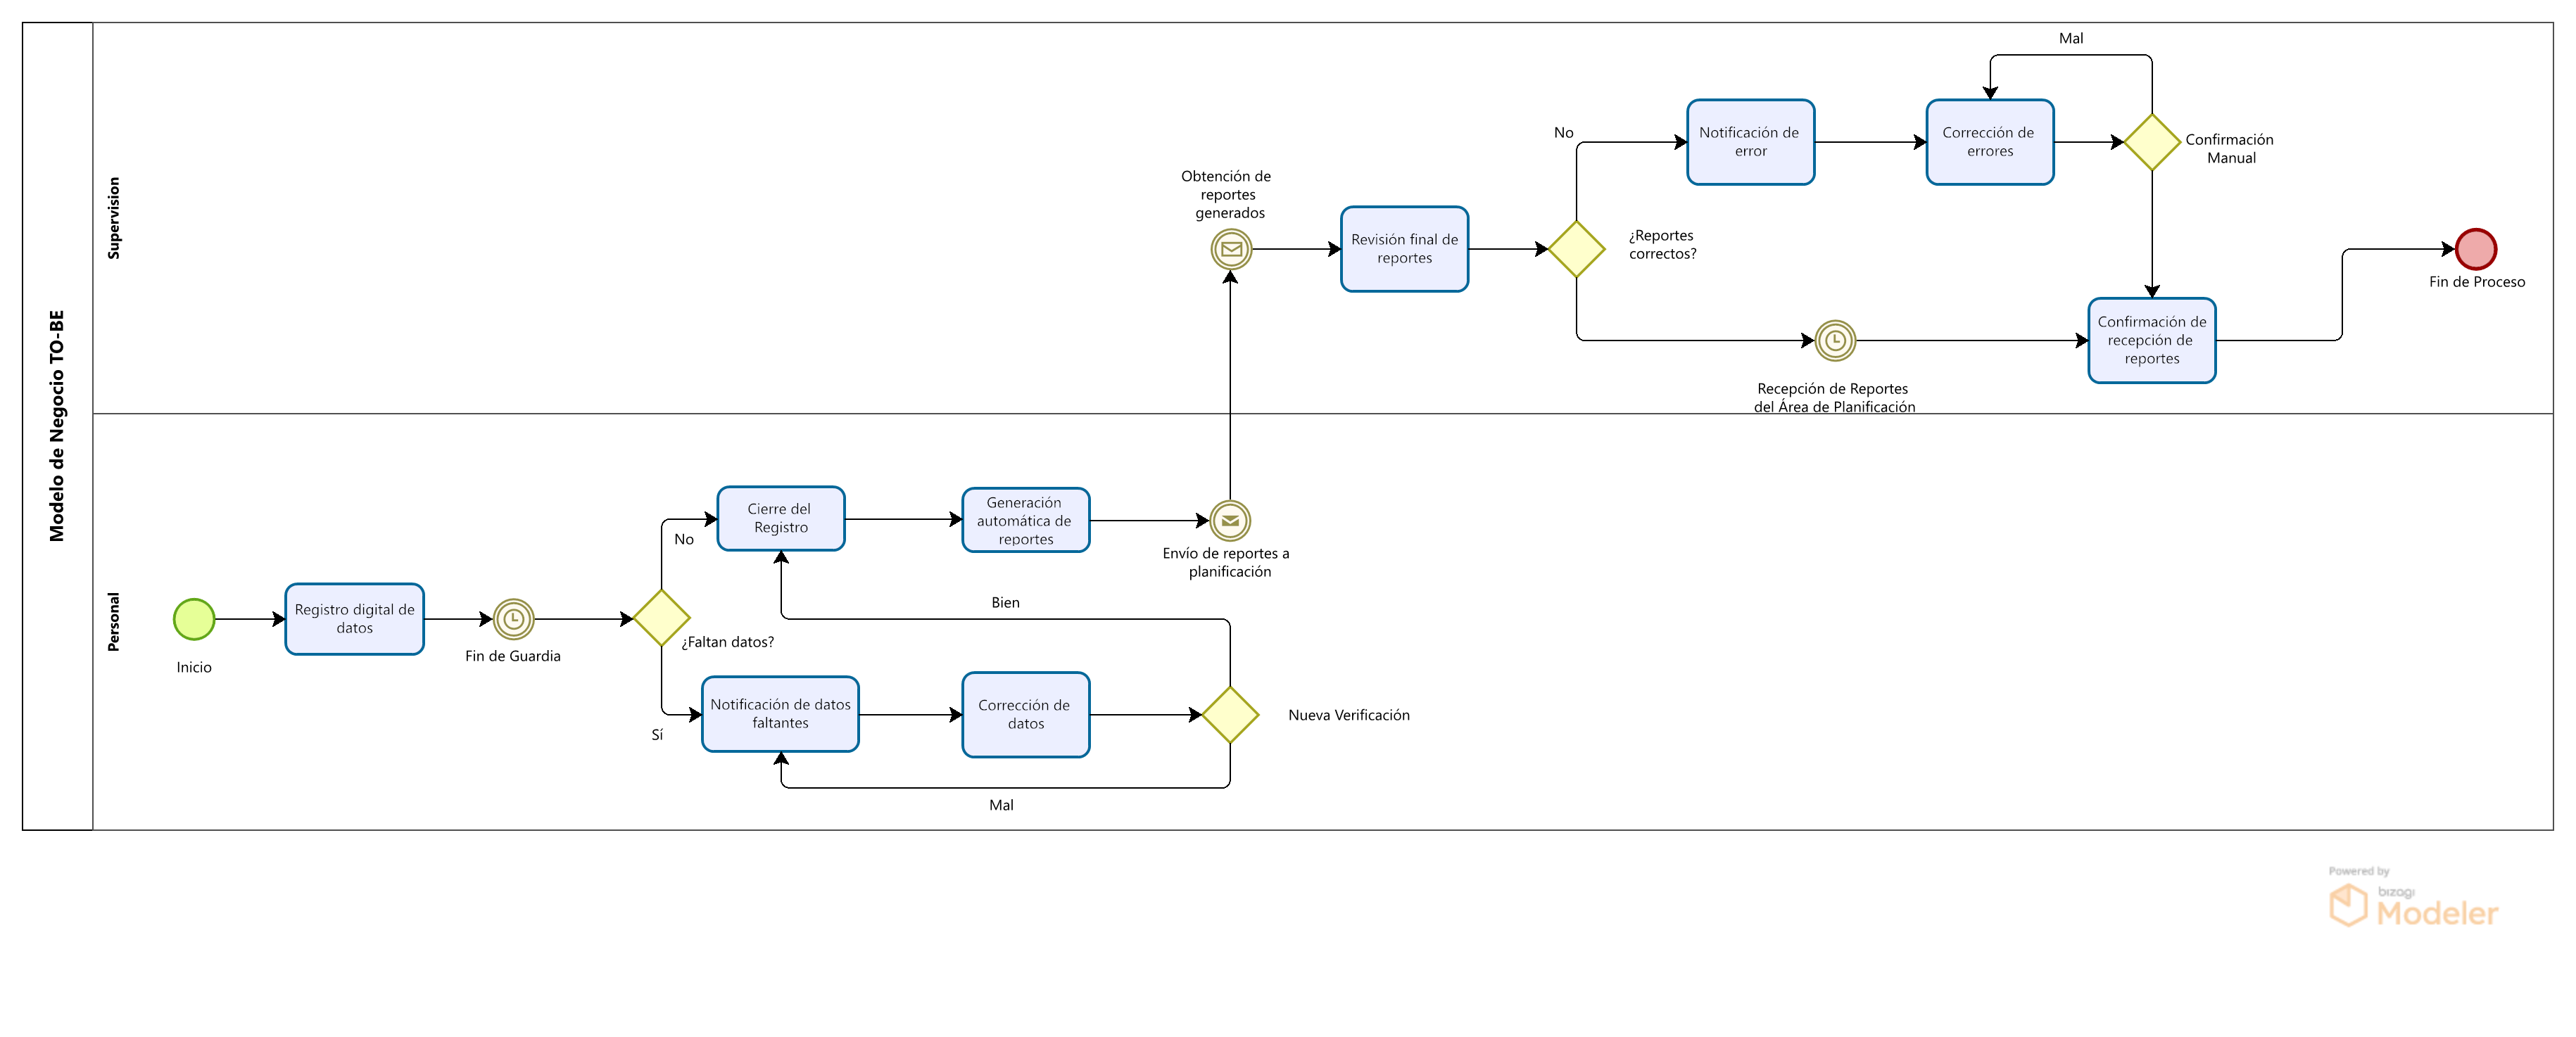 Modelo de Negocio TO-BE
Supervision
Mal
No
Notificación de
error
Corrección de
errores
Confirmación
Manual
Obtención de
reportes
generados
Revisión final de
reportes
¿Reportes
correctos?
Fin de Proceso
Confirmación de
recepción de
reportes
Recepción de Reportes
del Área de Planificación
Personal
Inicio
Registro digital de
datos
Fin de Guardia
¿Faltan datos?
No
Cierre del
Registro
Generación
automática de
reportes
Envío de reportes a
planificación
Bien
Sí
Notificación de datos
faltantes
Corrección de
datos
Nueva Verificación
Mal
Powered by
bizagi
Modeler